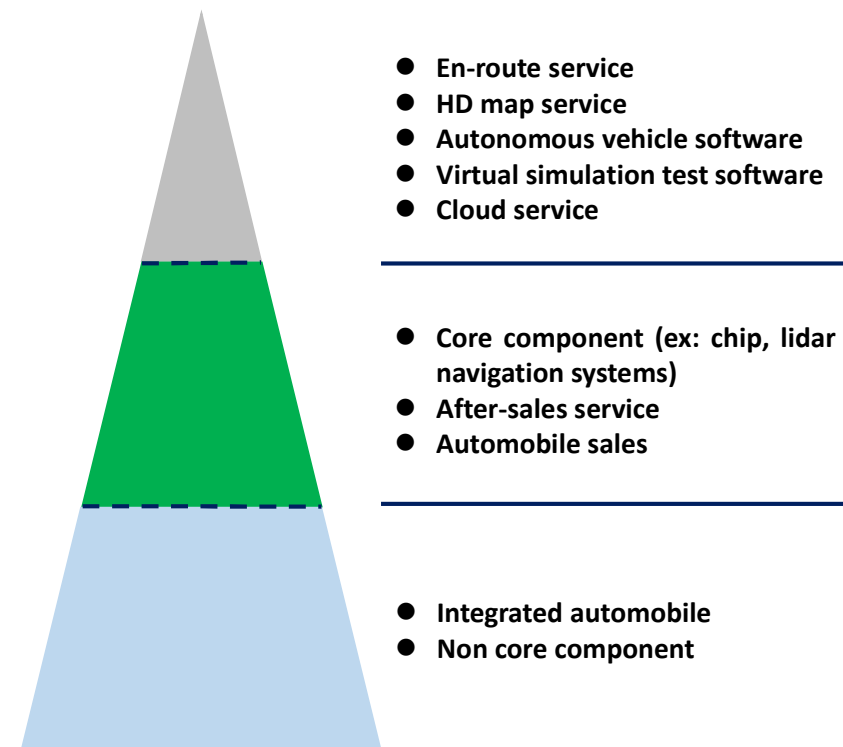 En-route service
HD map service
Autonomous vehicle software
Virtual simulation test software
Cloud service
Core component (ex: chip, lidar
navigation systems)
After-sales service
Automobile sales
Integrated automobile
Non core component